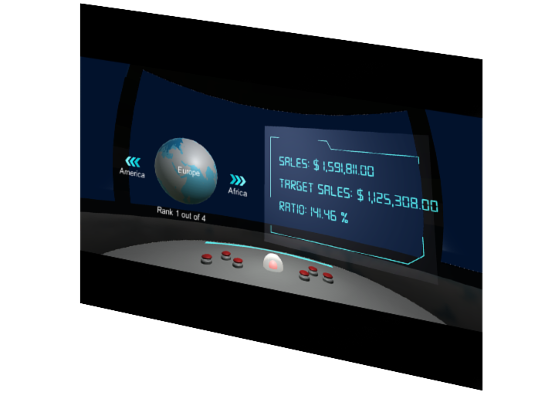 America
Europe
Africa
Rank 1 out of 4
SALES: $ 1,591,811.00
TARGET SALES: $ 1,125,308.00
RATIO: 141.46 %